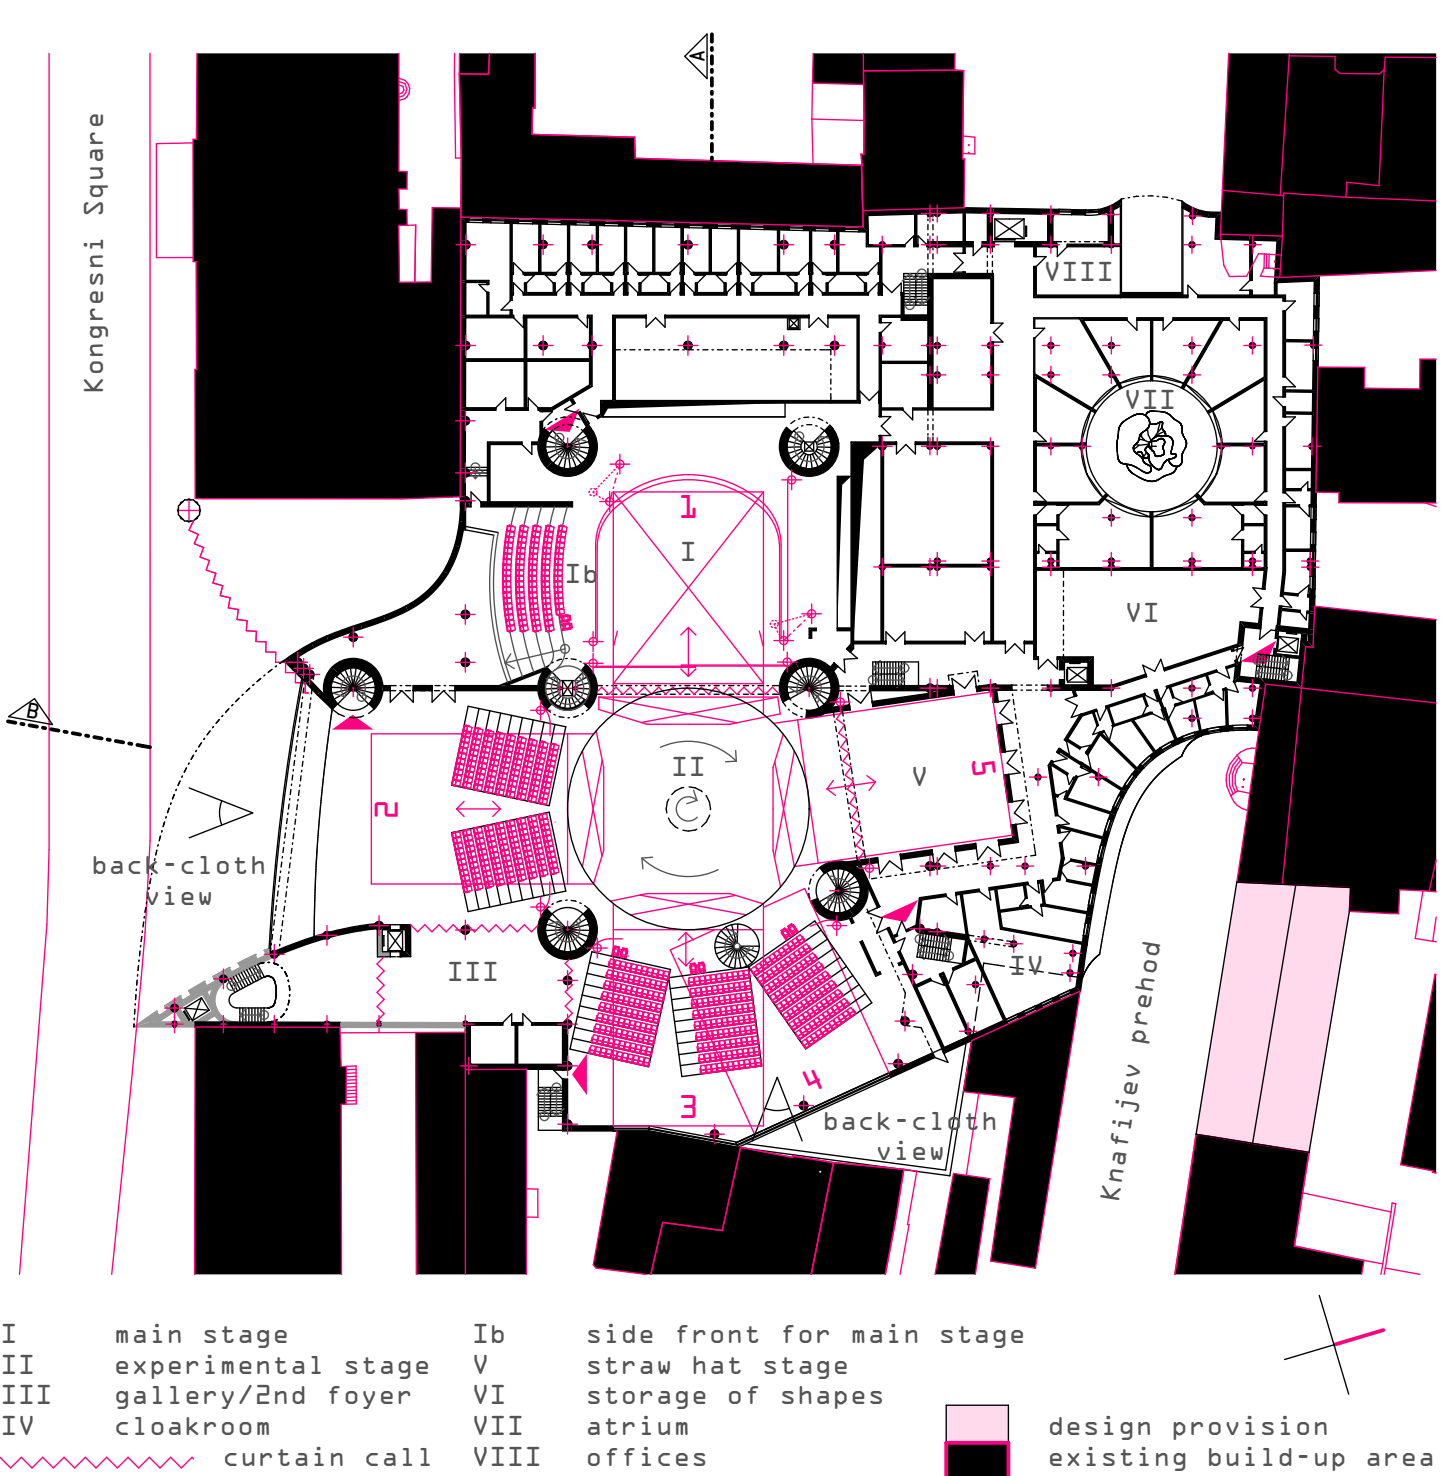 A
Kongresni Square
VIII
VII
1
I
Ib
VI
B
II
V
5
2
back-cloth
view
III
IV
4
3
back-cloth
view
Knafijev prehod
I main stage
II experimental stage
III gallery/2nd foyer
IV cloakroom
curtain call
Ib side front for main stage
V straw hat stage
VI storage of shapes
VII atrium
VIII offices
design provision
existing build-up area